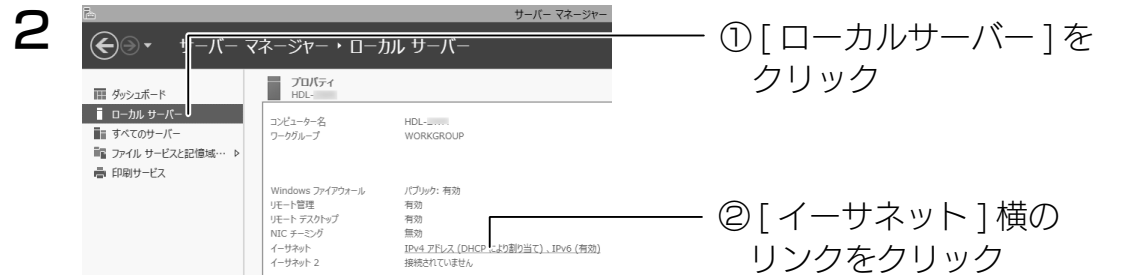 2
サーバー マネージャー
サーバー マネージャー ・ ローカル サーバー
① [ ローカルサーバー ] を
クリック
ダッシュボード
ローカル サーバー
すべてのサーバー
ファイル サービスと記憶域…
印刷サービス
プロパティ
HDL-
コンピューター名 HDL-
ワークグループ WORKGROUP
Windows ファイアウォール パブリック: 有効
リモート管理 有効
リモート デスクトップ 有効
NIC チーミング 無効
イーサネット IPv4 アドレス (DHCP により割り当て)、IPv6 (有効)
イーサネット 2 接続されていません
② [ イーサネット ] 横の
リンクをクリック